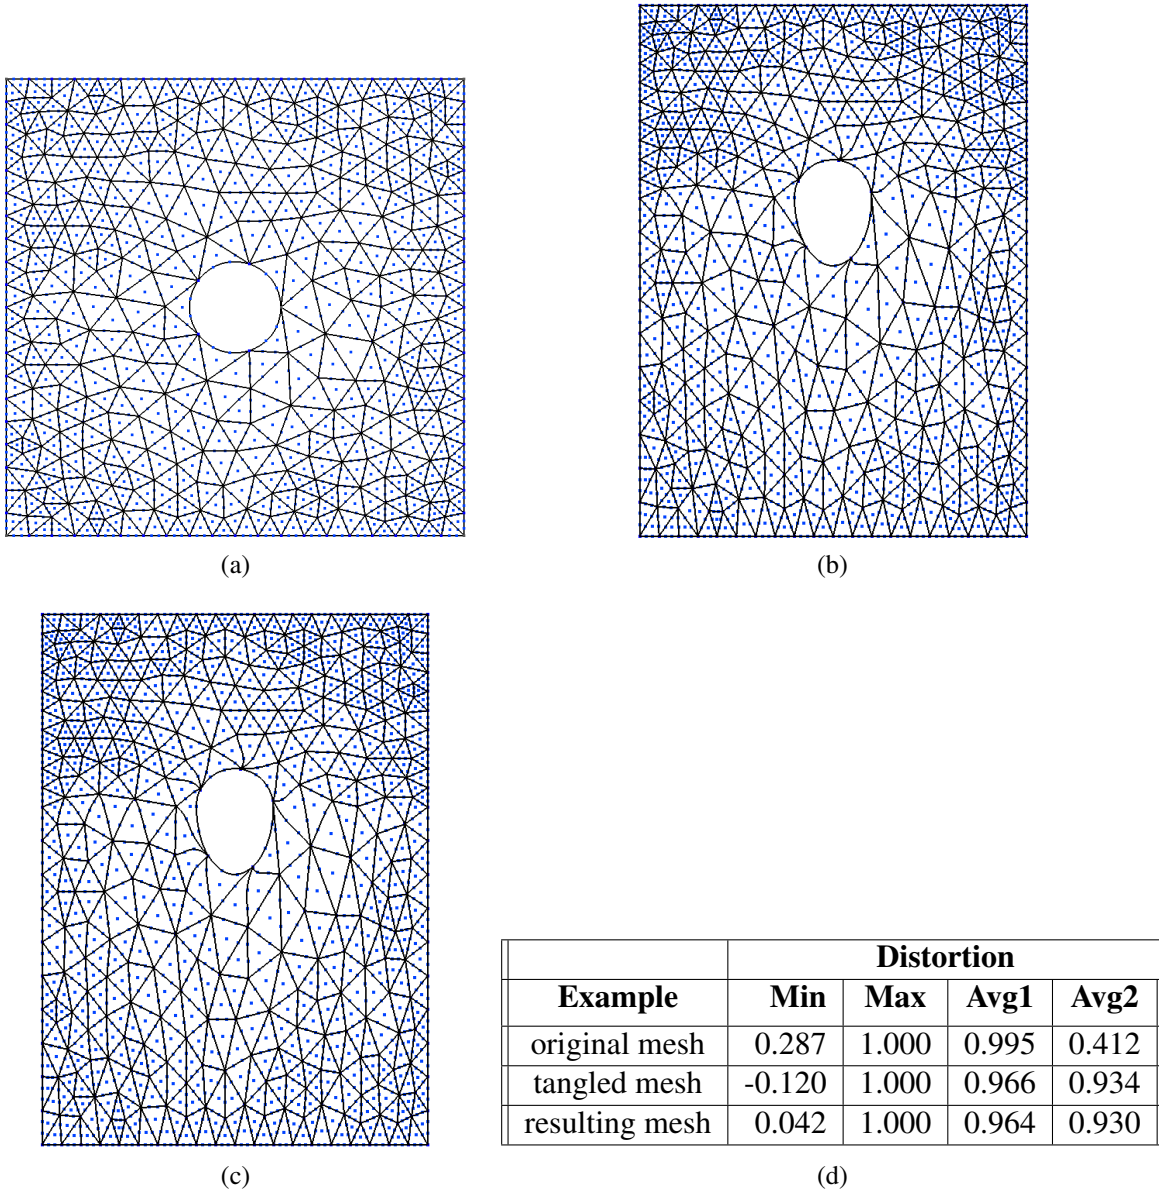 (a)
(b)
Distortion
Example Min Max Avg1 Avg2
original mesh 0.287 1.000 0.995 0.412
tangled mesh -0.120 1.000 0.966 0.934
resulting mesh 0.042 1.000 0.964 0.930
(c)
(d)